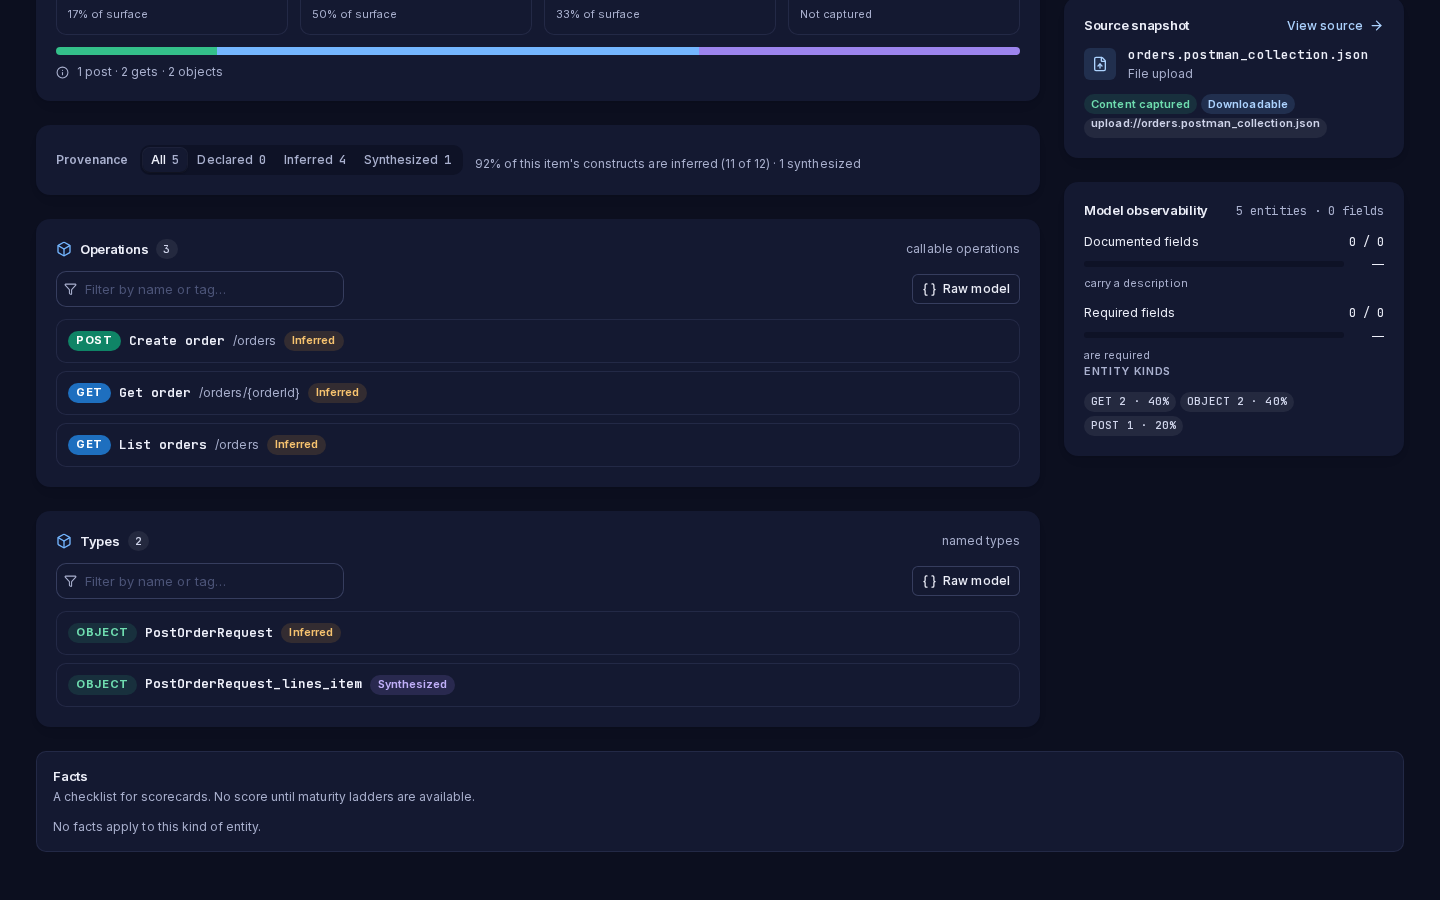 17% of surface
50% of surface
33% of surface
Not captured
1 post · 2 gets · 2 objects
Provenance
All 5
Declared 0
Inferred 4
Synthesized 1
92% of this item's constructs are inferred (11 of 12) · 1 synthesized
Operations 3
callable operations
Filter by name or tag...
{ } Raw model
POST Create order /orders Inferred
GET Get order /orders/{orderId} Inferred
GET List orders /orders Inferred
Types 2
named types
Filter by name or tag...
{ } Raw model
OBJECT PostOrderRequest Inferred
OBJECT PostOrderRequest_lines_item Synthesized
Source snapshot
View source →
orders.postman_collection.json
File upload
Content captured
Downloadable
upload://orders.postman_collection.json
Model observability
5 entities · 0 fields
Documented fields
0 / 0
—
carry a description
Required fields
0 / 0
—
are required
ENTITY KINDS
GET 2 · 40%
OBJECT 2 · 40%
POST 1 · 20%
Facts
A checklist for scorecards. No score until maturity ladders are available.
No facts apply to this kind of entity.